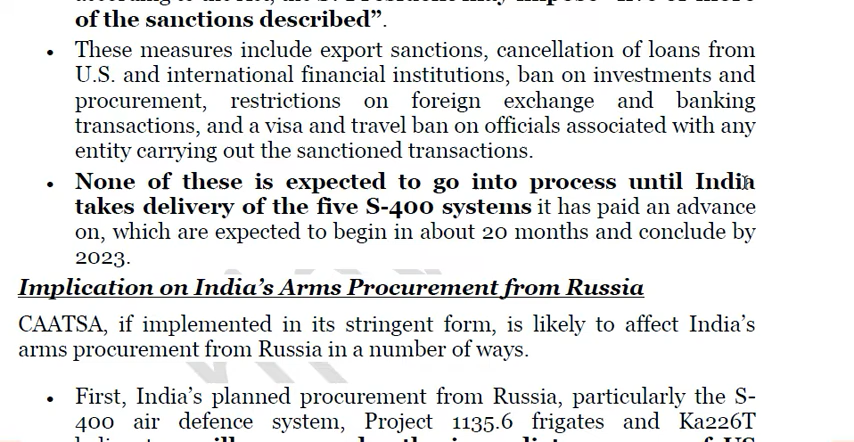 of the sanctions described”.
• These measures include export sanctions, cancellation of loans from
U.S. and international financial institutions, ban on investments and
procurement, restrictions on foreign exchange and banking
transactions, and a visa and travel ban on officials associated with any
entity carrying out the sanctioned transactions.
• None of these is expected to go into process until India
takes delivery of the five S-400 systems it has paid an advance
on, which are expected to begin in about 20 months and conclude by
2023.
Implication on India’s Arms Procurement from Russia
CAATSA, if implemented in its stringent form, is likely to affect India’s
arms procurement from Russia in a number of ways.
• First, India’s planned procurement from Russia, particularly the S-
400 air defence system, Project 1135.6 frigates and Ka226T